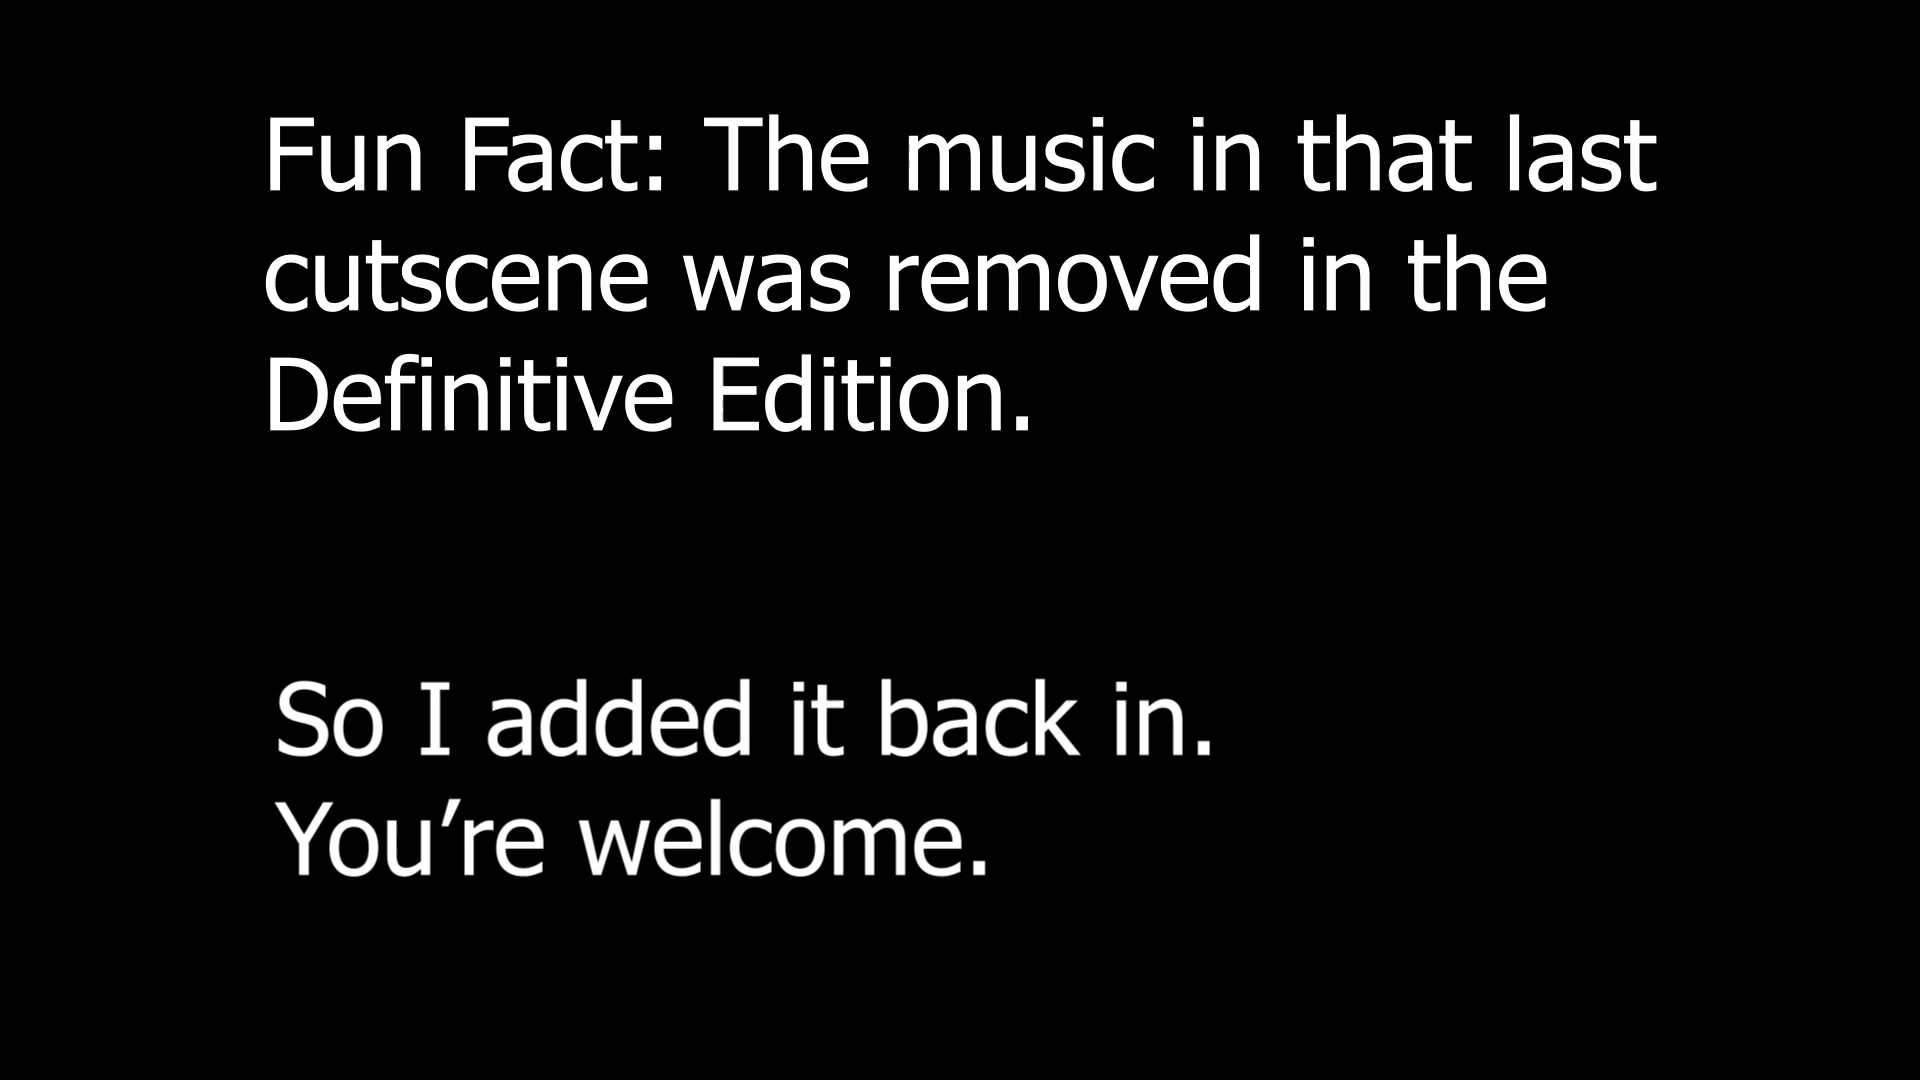 Fun Fact: The music in that last
cutscene was removed in the
Definitive Edition.
So I added it back in.
You’re welcome.